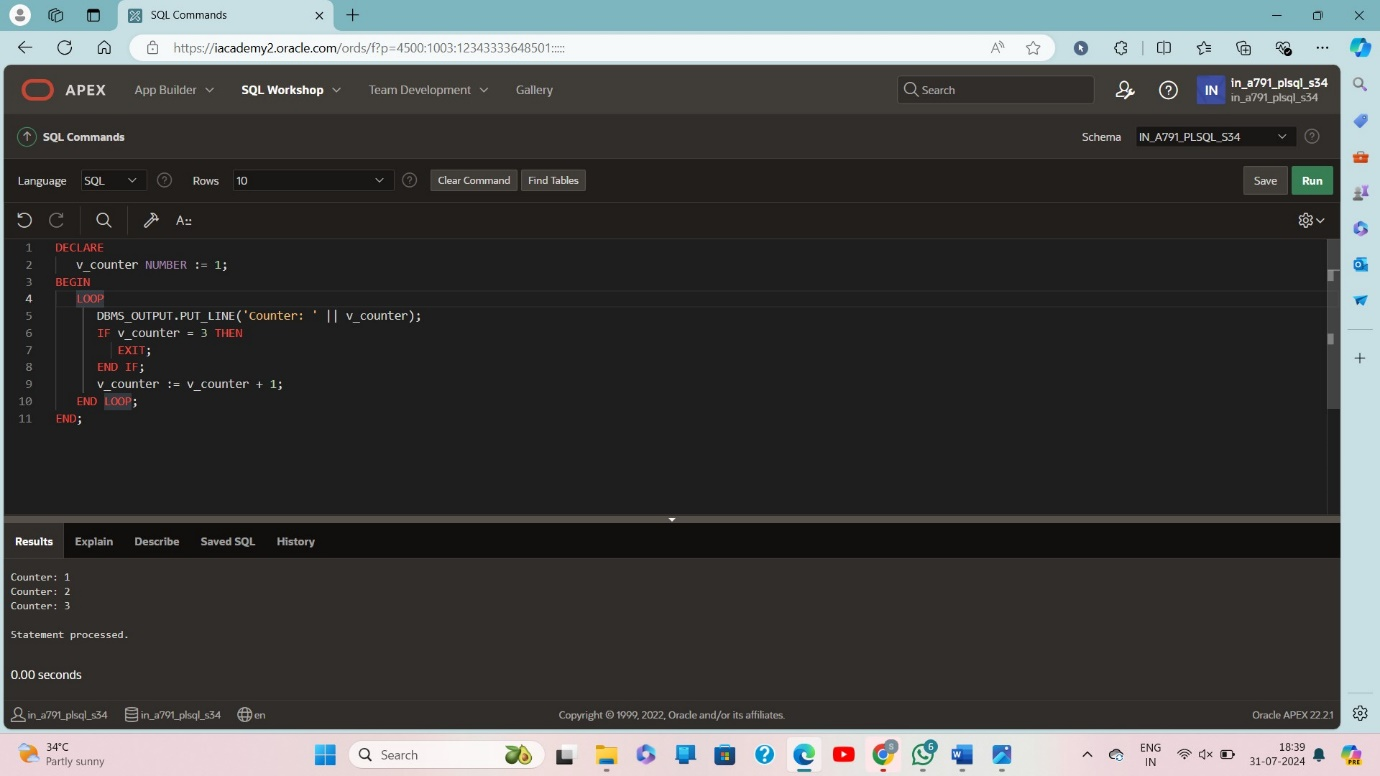 SQL Commands
https://iacademy2.oracle.com/ords/f?p=4500:1003:12343333648501:::::
APEX App Builder SQL Workshop Team Development Gallery Search IN in_a791_plsql_s34
in_a791_plsql_s34
SQL Commands Schema IN_A791_PLSQL_S34
Language SQL Rows 10 Clear Command Find Tables Save Run
A::
1 DECLARE
2 v_counter NUMBER := 1;
3 BEGIN
4 LOOP
5 DBMS_OUTPUT.PUT_LINE('Counter: ' || v_counter);
6 IF v_counter = 3 THEN
7 EXIT;
8 END IF;
9 v_counter := v_counter + 1;
10 END LOOP;
11 END;
Results Explain Describe Saved SQL History
Counter: 1
Counter: 2
Counter: 3
Statement processed.
0.00 seconds
in_a791_plsql_s34 in_a791_plsql_s34 en Copyright © 1999, 2022, Oracle and/or its affiliates. Oracle APEX 22.2.1
34°C
Partly sunny
Search
S
6
ENG
IN
18:39
31-07-2024
PRE